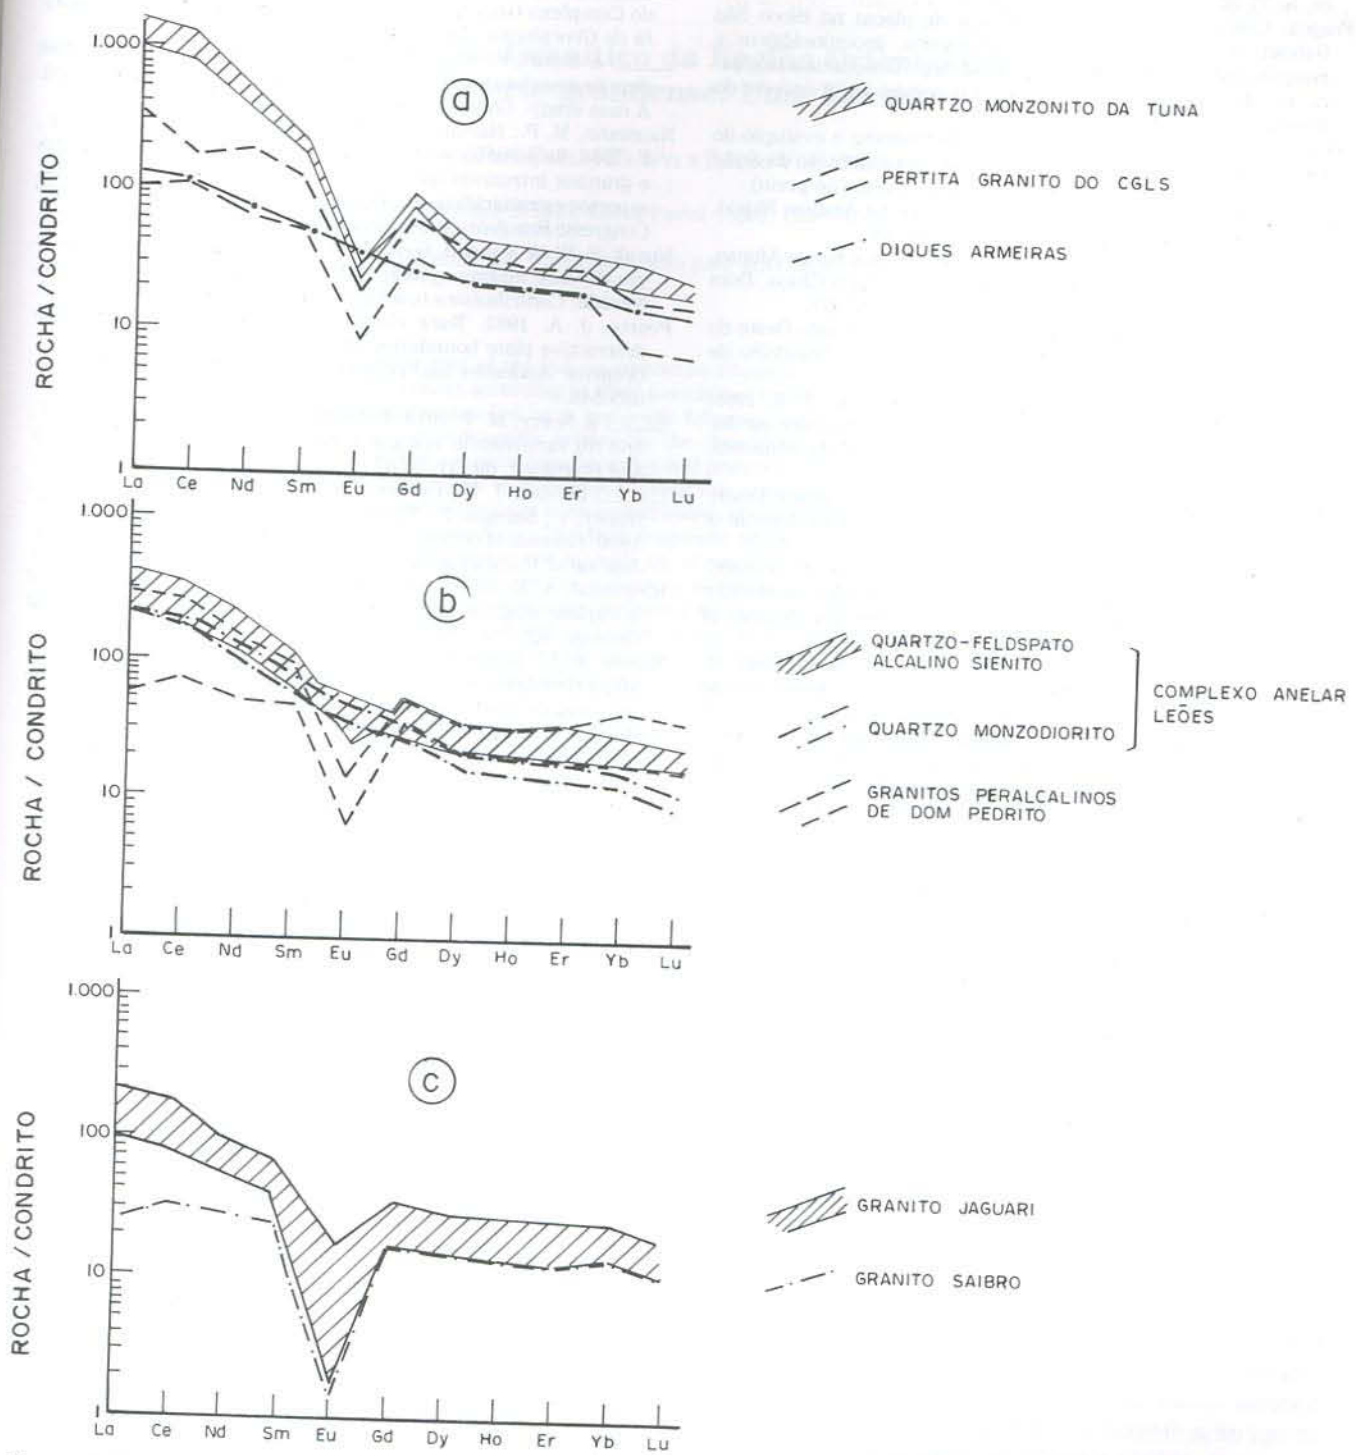 1.000
100
10
1
ROCHA / CONDRITO
a
La Ce Nd Sm Eu Gd Dy Ho Er Yb Lu
QUARTZO MONZONITO DA TUNA
PERTITA GRANITO DO CGLS
DIQUES ARMEIRAS
1.000
100
10
1
ROCHA / CONDRITO
b
La Ce Nd Sm Eu Gd Dy Ho Er Yb Lu
QUARTZO-FELDSPATO
ALCALINO SIENITO
QUARTZO MONZODIORITO
COMPLEXO ANELAR
LEÕES
GRANITOS PERALCALINOS
DE DOM PEDRITO
1.000
100
10
1
ROCHA / CONDRITO
c
La Ce Nd Sm Eu Gd Dy Ho Er Yb Lu
GRANITO JAGUARI
GRANITO SAIBRO